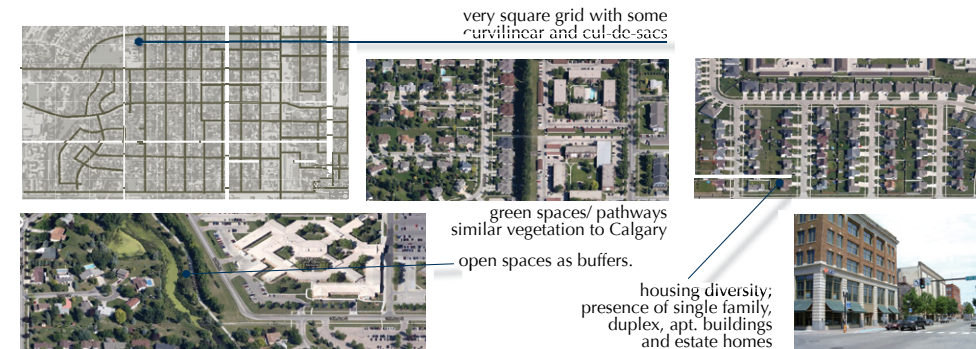 very square grid with some
curvilinear and cul-de-sacs
green spaces/ pathways
similar vegetation to Calgary
open spaces as buffers.
housing diversity;
presence of single family,
duplex, apt. buildings
and estate homes